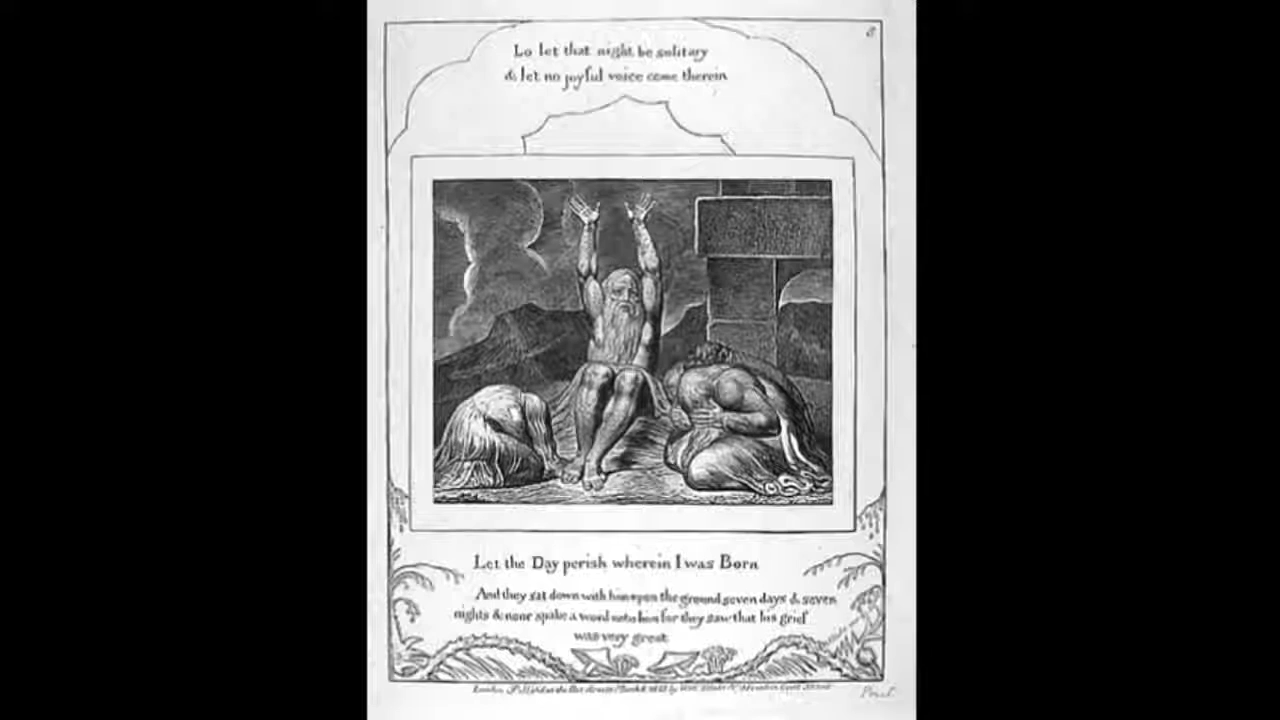 8
Lo let that night be solitary
& let no joyful voice come therein
Let the Day perish wherein I was Born
And they sat down with him upon the ground seven days & seven
nights & none spake a word unto him for they saw that his grief
was very great
London
Proof